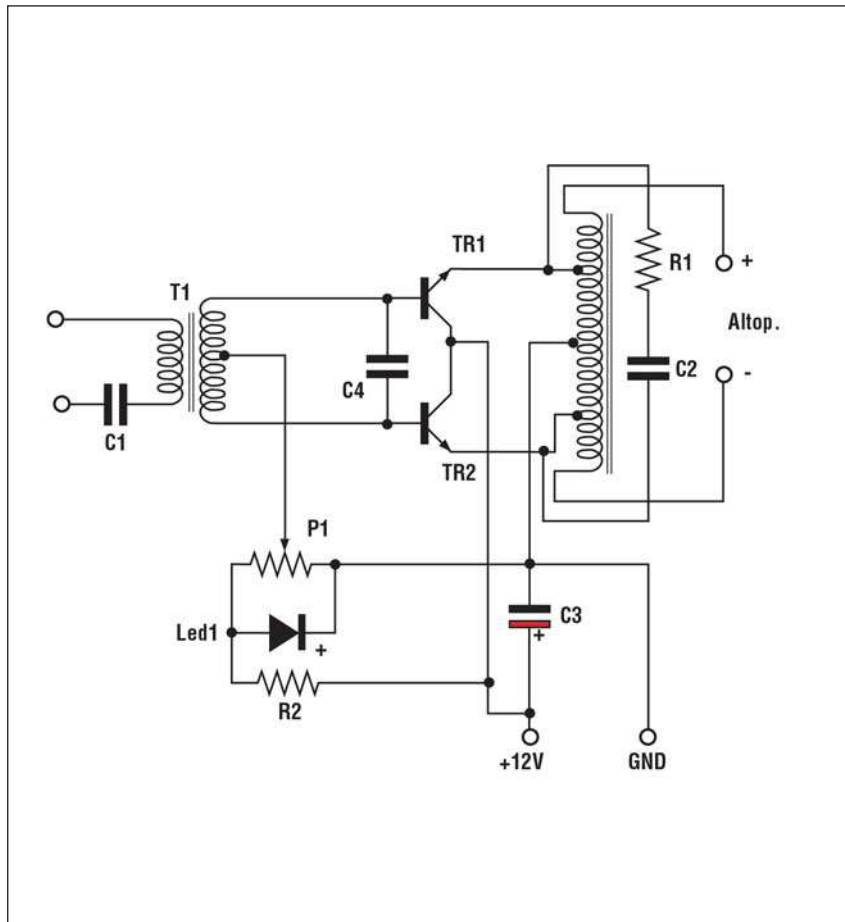 TR1
T1
R1
+
Altop.
C4
C2
-
C1
TR2
P1
C3
Led1
+
+
R2
+12V
GND